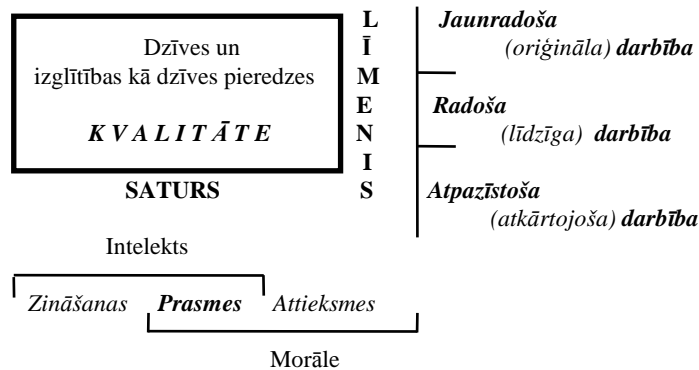 Dzīves un
izglītības kā dzīves pieredzes
K V A L I T Ā T E
SATURS
L
Ī
M
E
N
I
S
Jaunradoša
(oriģināla) darbība
Radoša
(līdzīga) darbība
Atpazīstoša
(atkārtojoša) darbība
Intelekts
Zināšanas Prasmes Attieksmes
Morāle